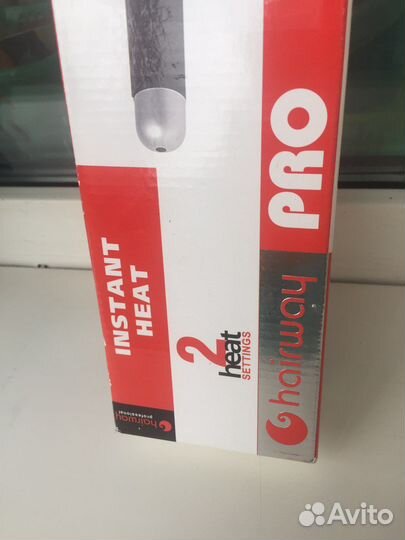 INSTANT
HEAT
2
heat
SETTINGS
hairway
professional
hairway
PRO
Avito